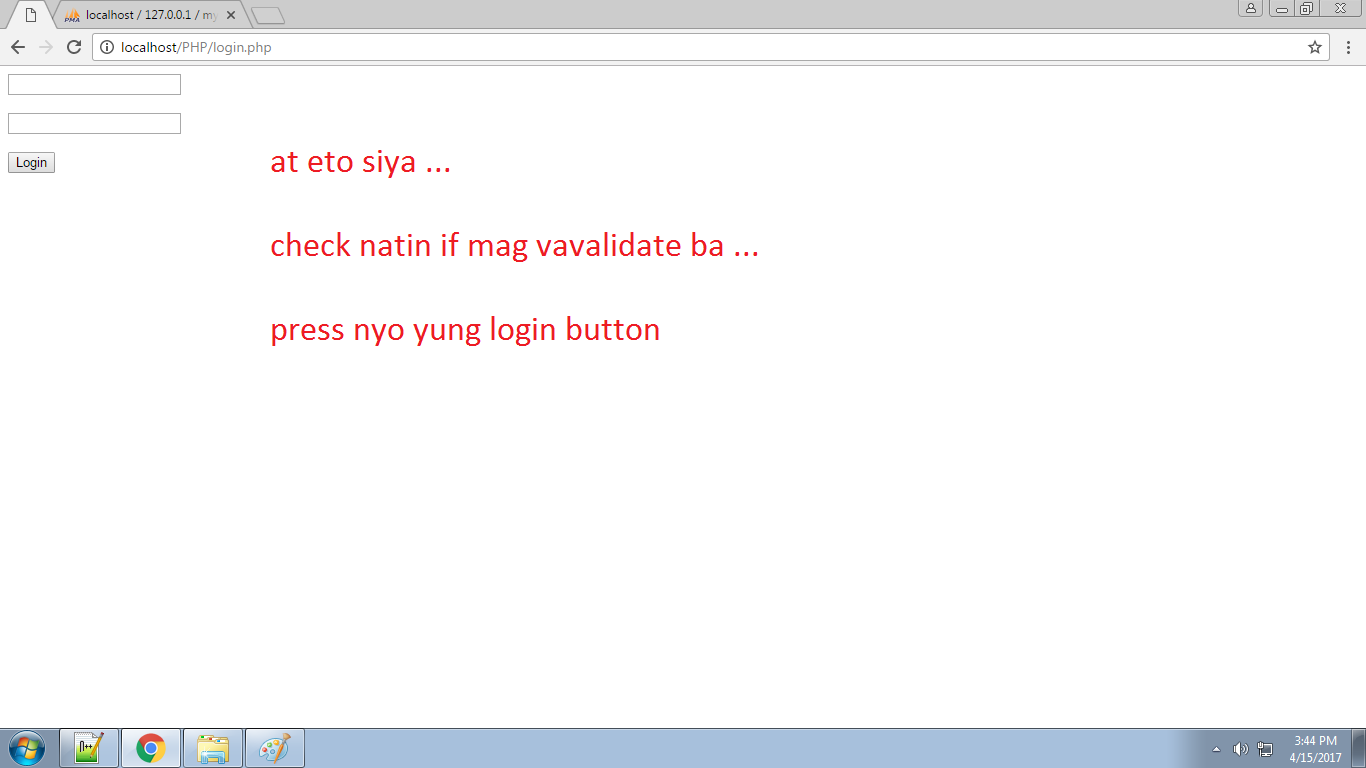 localhost / 127.0.0.1 / my
localhost/PHP/login.php
Login
at eto siya ...
check natin if mag vavalidate ba ...
press nyo yung login button
3:44 PM
4/15/2017